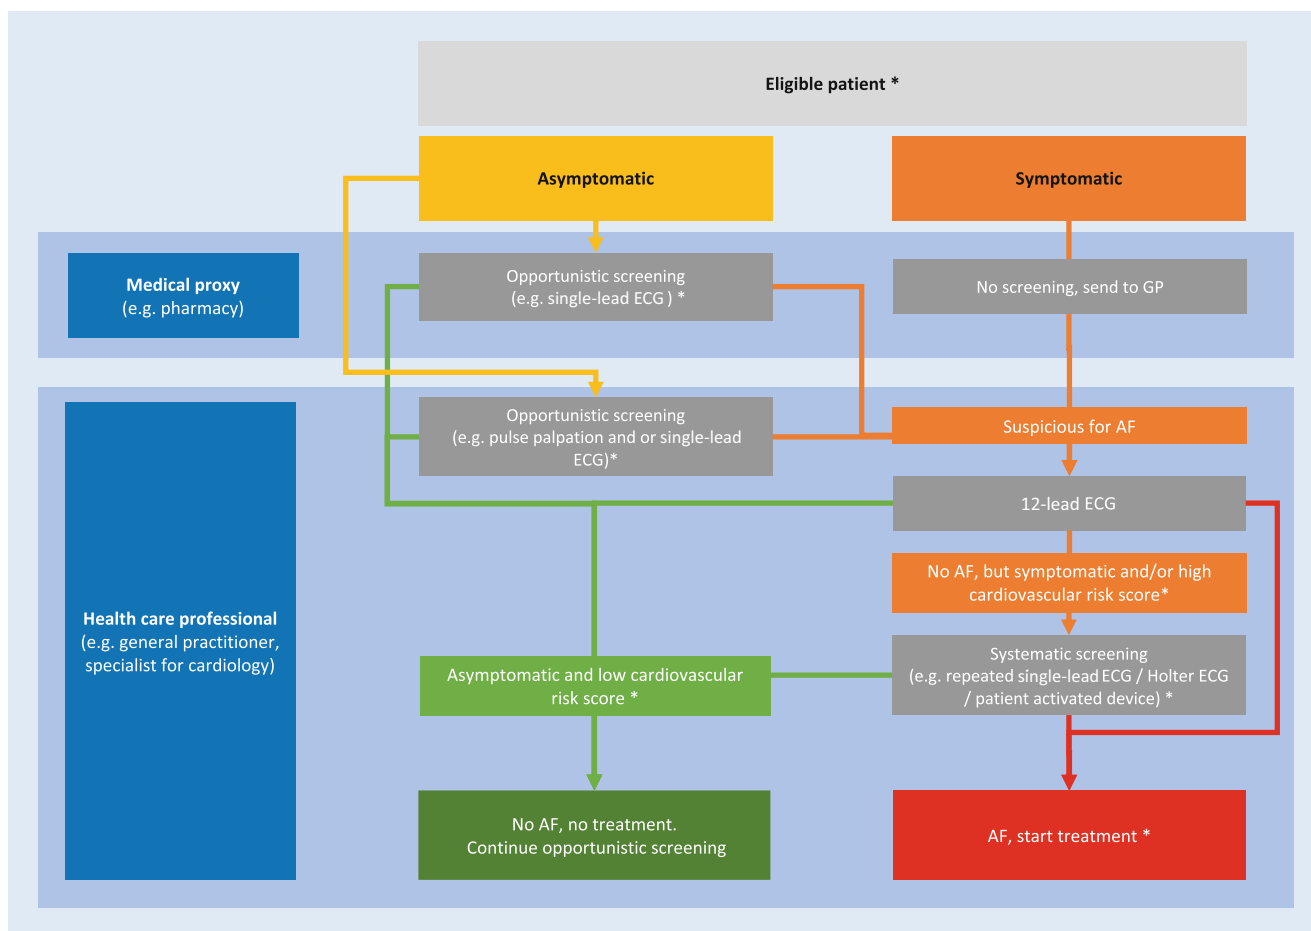 Eligible patient *
Asymptomatic
Symptomatic
Medical proxy
(e.g. pharmacy)
Opportunistic screening
(e.g. single-lead ECG ) *
No screening, send to GP
Health care professional
(e.g. general practitioner,
specialist for cardiology)
Opportunistic screening
(e.g. pulse palpation and or single-lead
ECG)*
Suspicious for AF
12-lead ECG
No AF, but symptomatic and/or high
cardiovascular risk score*
Systematic screening
(e.g. repeated single-lead ECG / Holter ECG
/ patient activated device) *
Asymptomatic and low cardiovascular
risk score *
No AF, no treatment.
Continue opportunistic screening
AF, start treatment *